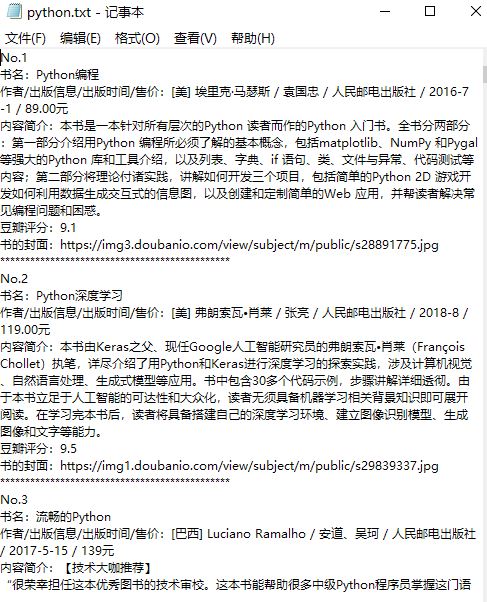 python.txt - 记事本
文件(F) 编辑(E) 格式(O) 查看(V) 帮助(H)
No.1
书名：Python编程
作者/出版信息/出版时间/售价：[美] 埃里克·马瑟斯 / 袁国忠 / 人民邮电出版社 / 2016-7
-1 / 89.00元
内容简介：本书是一本针对所有层次的Python 读者而作的Python 入门书。全书分两部分
：第一部分介绍用Python 编程所必须了解的基本概念，包括matplotlib、NumPy 和Pygal
等强大的Python 库和工具介绍，以及列表、字典、if 语句、类、文件与异常、代码测试等
内容；第二部分将理论付诸实践，讲解如何开发三个项目，包括简单的Python 2D 游戏开
发如何利用数据生成交互式的信息图，以及创建和定制简单的Web 应用，并帮读者解决常
见编程问题和困惑。
豆瓣评分：9.1
书的封面：https://img3.doubanio.com/view/subject/m/public/s28891775.jpg
********************************************
No.2
书名：Python深度学习
作者/出版信息/出版时间/售价：[美] 弗朗索瓦•肖莱 / 张亮 / 人民邮电出版社 / 2018-8 /
119.00元
内容简介：本书由Keras之父、现任Google人工智能研究员的弗朗索瓦•肖莱（François
Chollet）执笔，详尽介绍了用Python和Keras进行深度学习的探索实践，涉及计算机视觉
、自然语言处理、生成式模型等应用。书中包含30多个代码示例，步骤讲解详细透彻。由
于本书立足于人工智能的可达性和大众化，读者无须具备机器学习相关背景知识即可展开
阅读。在学习完本书后，读者将具备搭建自己的深度学习环境、建立图像识别模型、生成
图像和文字等能力。
豆瓣评分：9.5
书的封面：https://img1.doubanio.com/view/subject/m/public/s29839337.jpg
********************************************
No.3
书名：流畅的Python
作者/出版信息/出版时间/售价：[巴西] Luciano Ramalho / 安道、吴珂 / 人民邮电出版社
/ 2017-5-15 / 139元
内容简介：【技术大咖推荐】
“很荣幸担任这本优秀图书的技术审校。这本书能帮助很多中级Python程序员掌握这门语